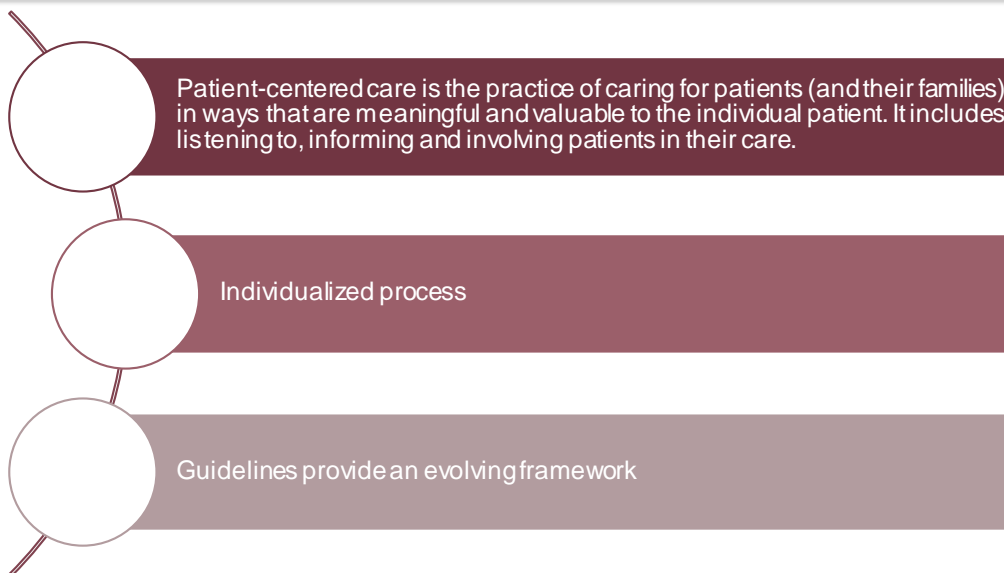 Patient-centered care is the practice of caring for patients (and their families)
in ways that are meaningful and valuable to the individual patient. It includes
listening to, informing and involving patients in their care.
Individualized process
Guidelines provide an evolving framework